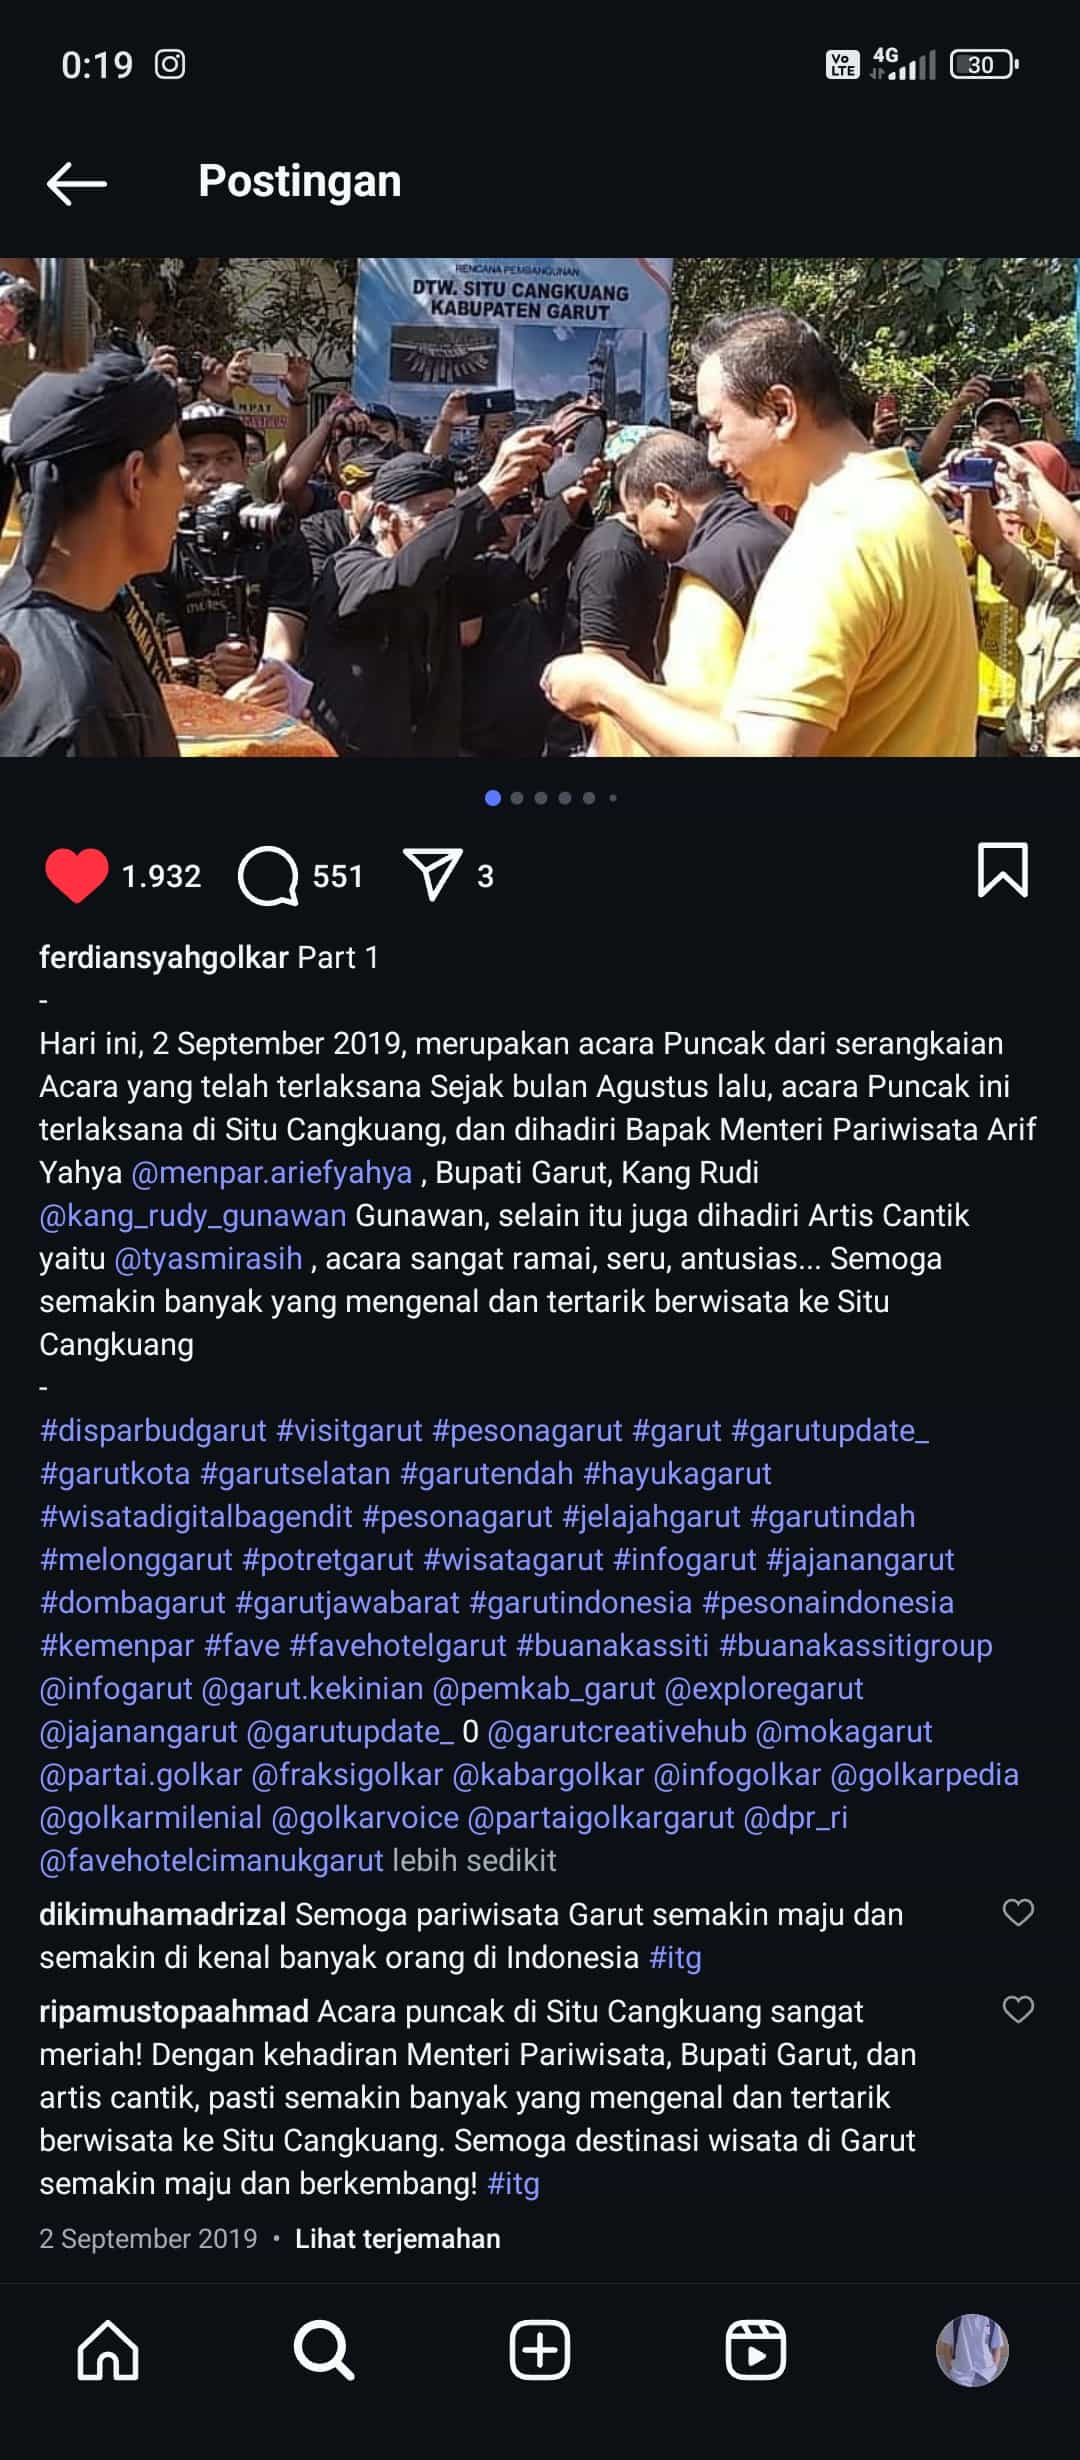 0:19
Vo LTE
4G
30
Postingan
RENCANA PEMBANGUNAN
DTW. SITU CANGKUANG
KABUPATEN GARUT
1.932
551
3
ferdiansyahgolkar Part 1
-
Hari ini, 2 September 2019, merupakan acara Puncak dari serangkaian
Acara yang telah terlaksana Sejak bulan Agustus lalu, acara Puncak ini
terlaksana di Situ Cangkuang, dan dihadiri Bapak Menteri Pariwisata Arif
Yahya @menpar.ariefyahya , Bupati Garut, Kang Rudi
@kang_rudy_gunawan Gunawan, selain itu juga dihadiri Artis Cantik
yaitu @tyasmirasih , acara sangat ramai, seru, antusias... Semoga
semakin banyak yang mengenal dan tertarik berwisata ke Situ
Cangkuang
-
#disparbudgarut #visitgarut #pesonagarut #garut #garutupdate_
#garutkota #garutselatan #garutendah #hayukagarut
#wisatadigitalbagendit #pesonagarut #jelajahgarut #garutindah
#melonggarut #potretgarut #wisatagarut #infogarut #jajanangarut
#dombagarut #garutjawabarat #garutindonesia #pesonaindonesia
#kemenpar #fave #favehotelgarut #buanakassiti #buanakassitigroup
@infogarut @garut.kekinian @pemkab_garut @exploregarut
@jajanangarut @garutupdate_ 0 @garutcreativehub @mokagarut
@partai.golkar @fraksigolkar @kabargolkar @infogolkar @golkarpedia
@golkarmilenial @golkarvoice @partaigolkargarut @dpr_ri
@favehotelcimanukgarut lebih sedikit
dikimuhamadrizal Semoga pariwisata Garut semakin maju dan
semakin di kenal banyak orang di Indonesia #itg
ripamustopaahmad Acara puncak di Situ Cangkuang sangat
meriah! Dengan kehadiran Menteri Pariwisata, Bupati Garut, dan
artis cantik, pasti semakin banyak yang mengenal dan tertarik
berwisata ke Situ Cangkuang. Semoga destinasi wisata di Garut
semakin maju dan berkembang! #itg
2 September 2019 • Lihat terjemahan